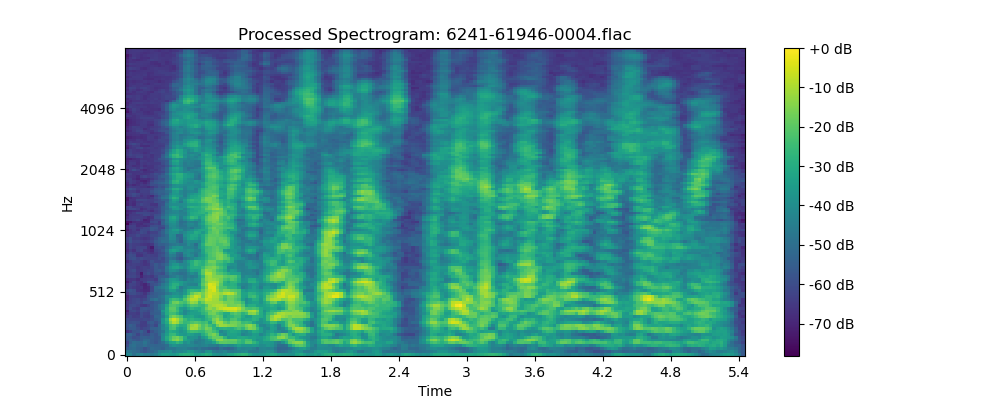 Processed Spectrogram: 6241-61946-0004.flac
Hz
4096
2048
1024
512
0
0 0.6 1.2 1.8 2.4 3 3.6 4.2 4.8 5.4
Time
+0 dB
-10 dB
-20 dB
-30 dB
-40 dB
-50 dB
-60 dB
-70 dB